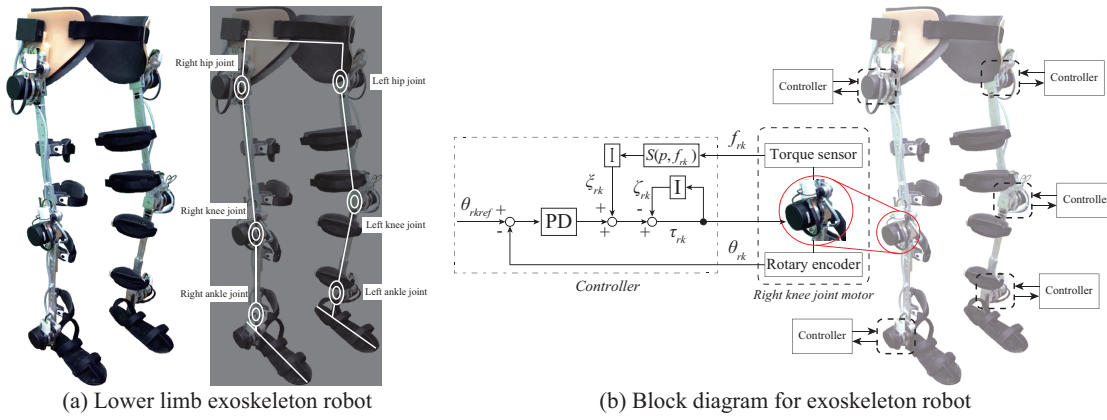 Right hip joint
Left hip joint
Right knee joint
Left knee joint
Right ankle joint
Left ankle joint
(a) Lower limb exoskeleton robot
Controller
Controller
Controller
Controller
Controller
θ_rkref
+
-
PD
+
+
ξ_rk
I
S(p, f_rk)
f_rk
ζ_rk
I
-
+
τ_rk
θ_rk
Torque sensor
Rotary encoder
Controller
Right knee joint motor
(b) Block diagram for exoskeleton robot